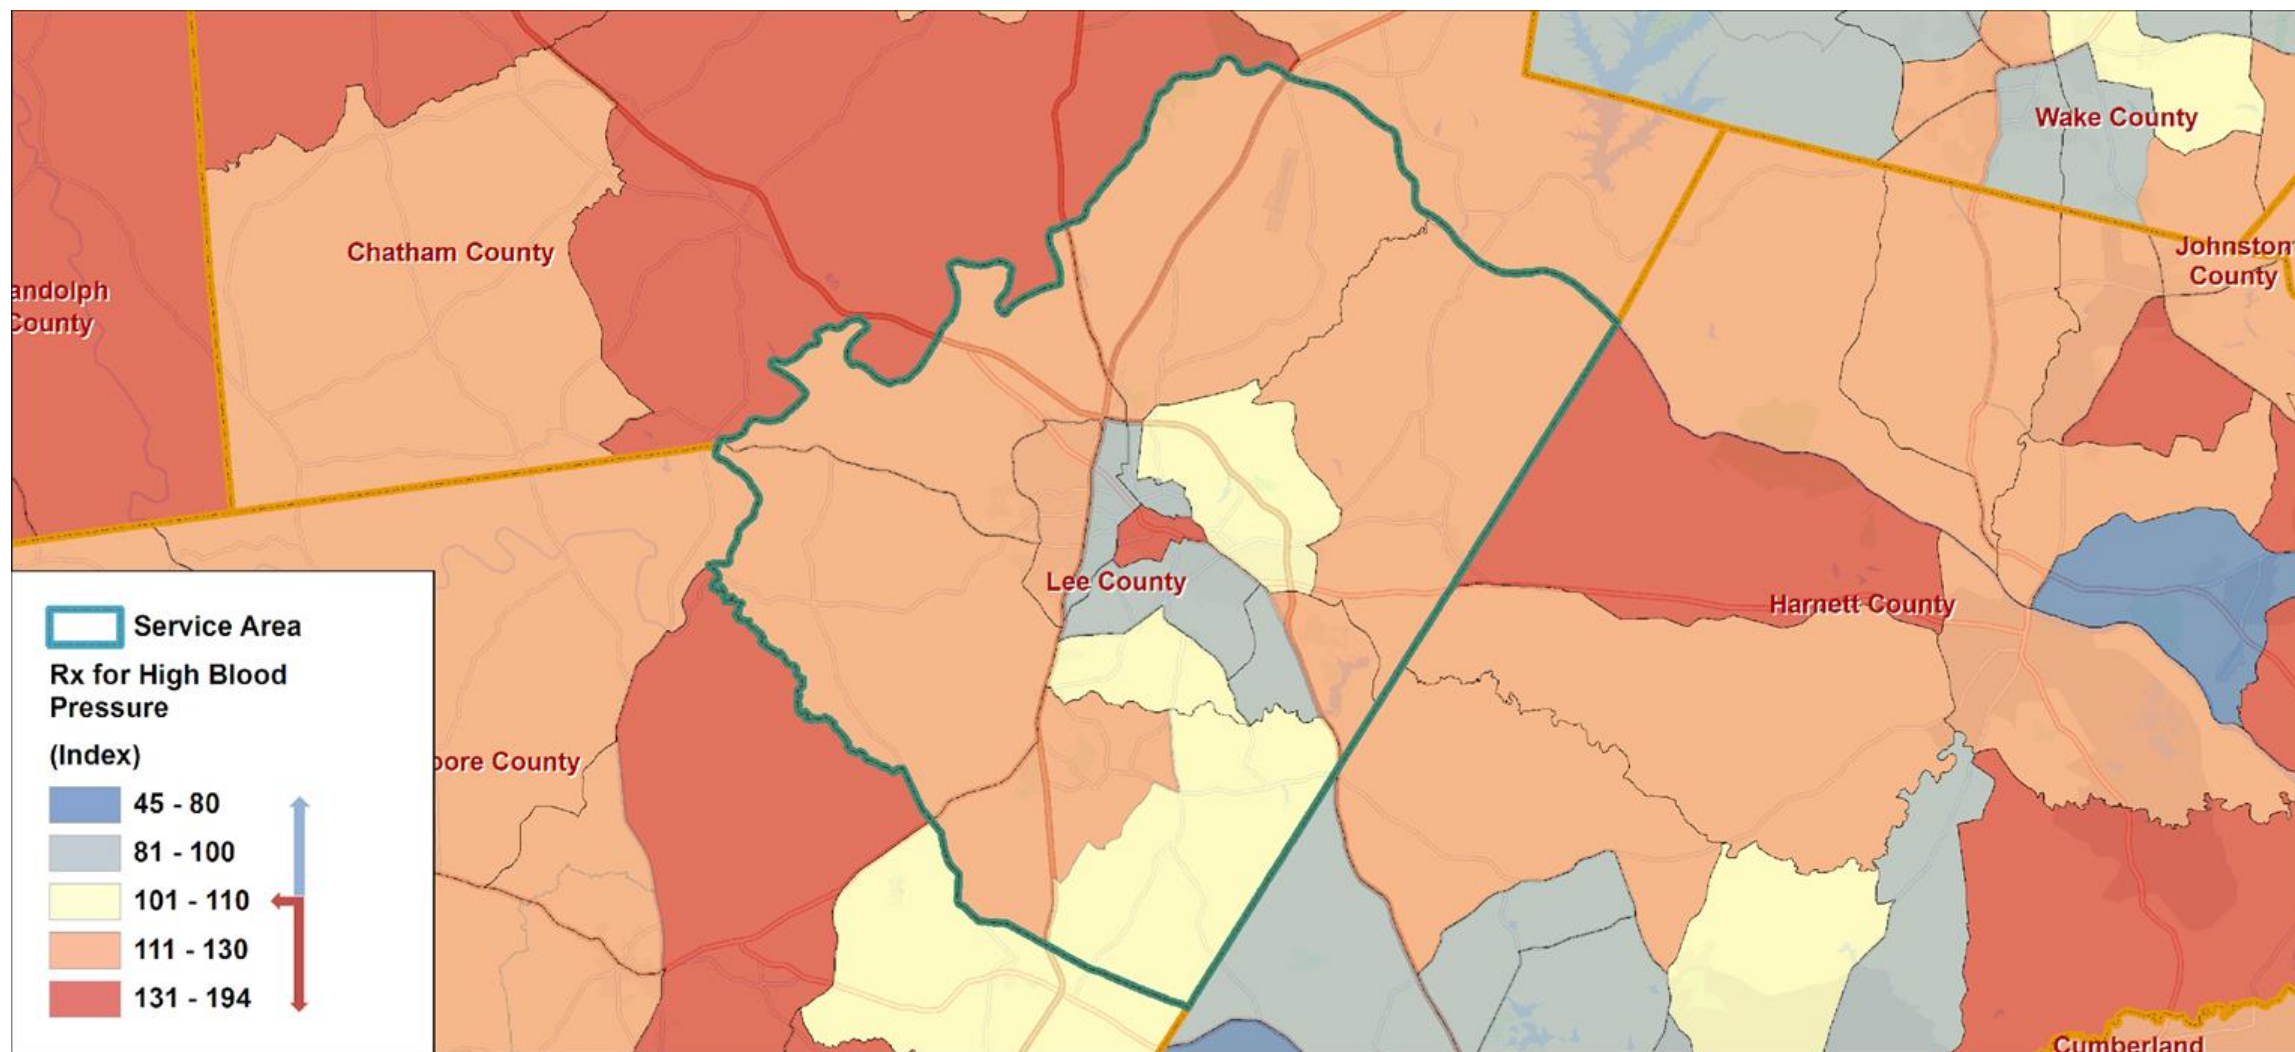 Wake County
Chatham County
Johnston
County
andolph
County
Lee County
Harnett County
oore County
Cumberland
Service Area
Rx for High Blood
Pressure
(Index)
45 - 80
81 - 100
101 - 110
111 - 130
131 - 194